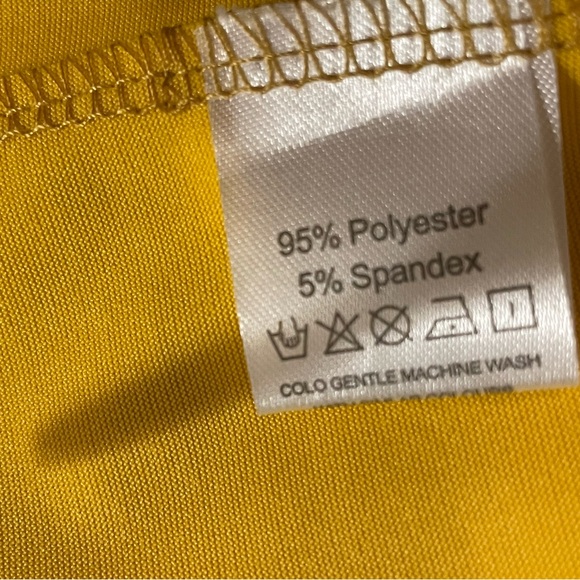 95% Polyester
5% Spandex
COLO GENTLE MACHINE WASH